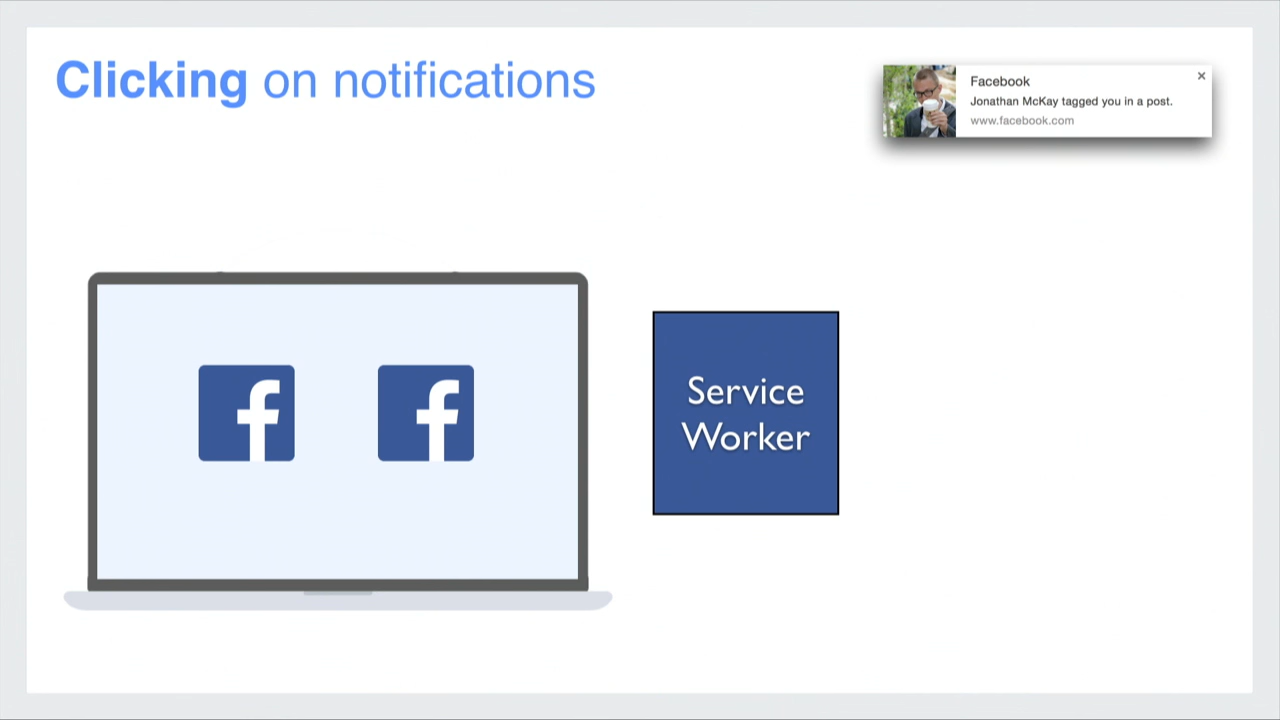 Clicking on notifications
Facebook
Jonathan McKay tagged you in a post.
www.facebook.com
f
f
Service
Worker